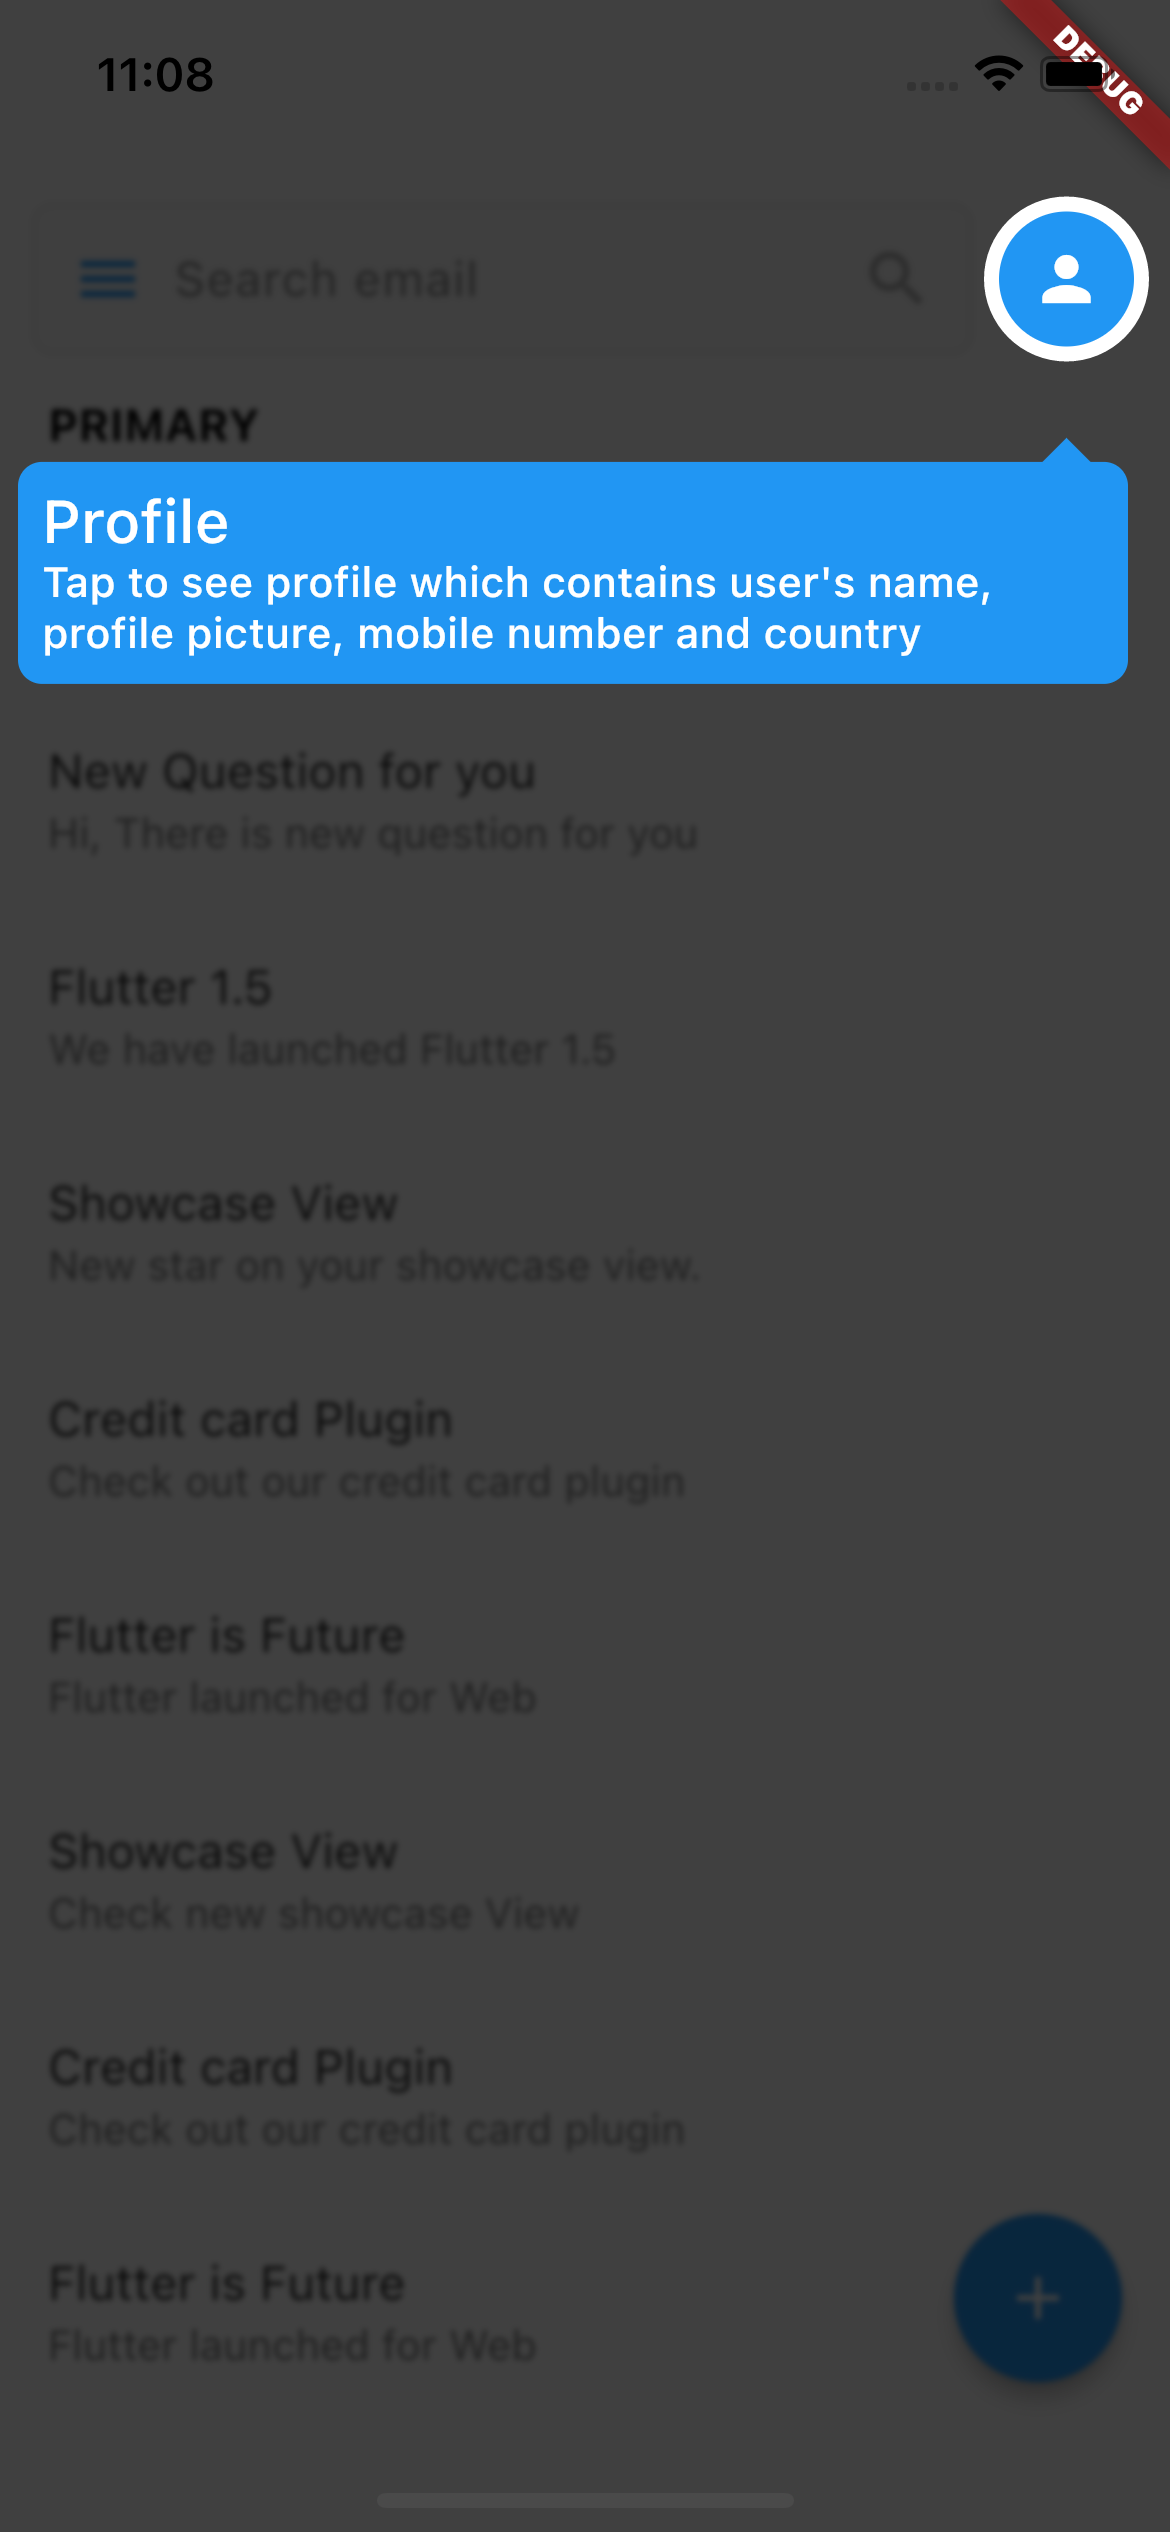 11:08
DEBUG
Search email
PRIMARY
Profile
Tap to see profile which contains user's name,
profile picture, mobile number and country
New Question for you
Hi, There is new question for you
Flutter 1.5
We have launched Flutter 1.5
Showcase View
New star on your showcase view.
Credit card Plugin
Check out our credit card plugin
Flutter is Future
Flutter launched for Web
Showcase View
Check new showcase View
Credit card Plugin
Check out our credit card plugin
Flutter is Future
Flutter launched for Web